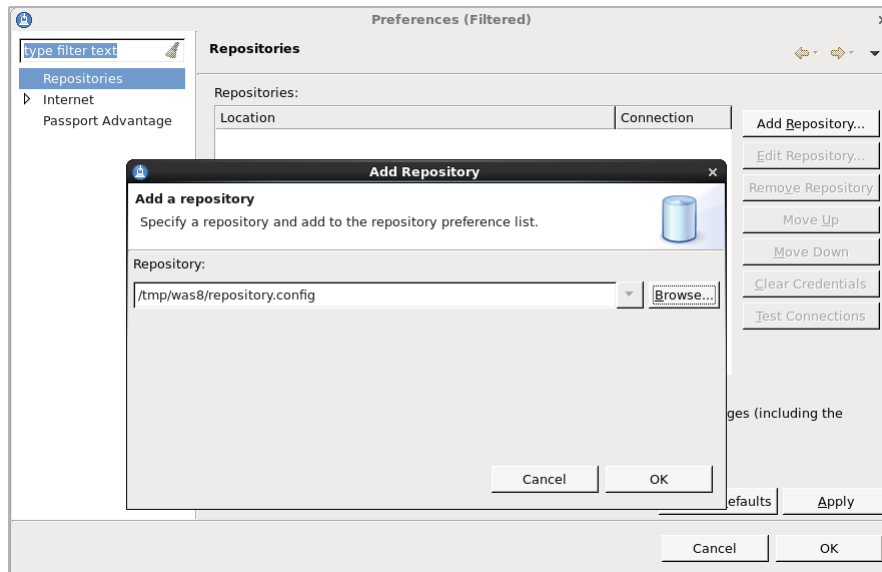 Preferences (Filtered)
type filter text
Repositories
Internet
Passport Advantage
Repositories
Repositories:
Location Connection
Add Repository...
Edit Repository...
Remove Repository
Move Up
Move Down
Clear Credentials
Test Connections
Add Repository
Add a repository
Specify a repository and add to the repository preference list.
Repository:
/tmp/was8/repository.config Browse...
Cancel OK
(including the
Apply
Cancel OK